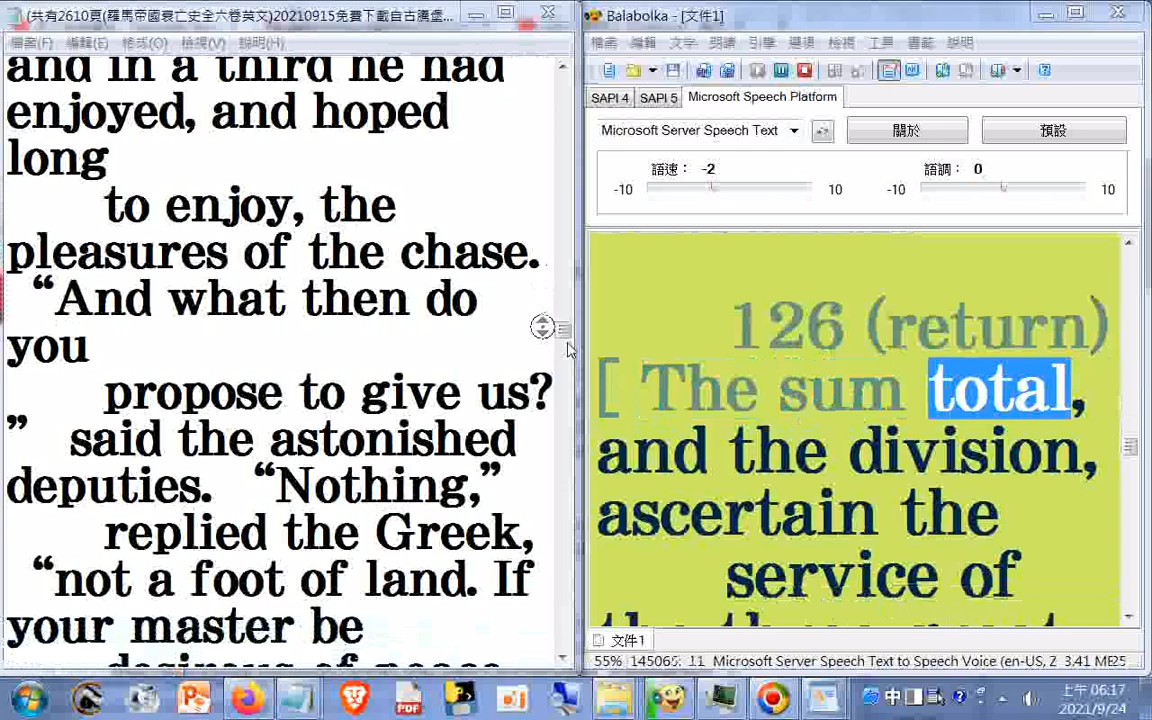 (共有2610頁(羅馬帝國衰亡史全六卷英文)20210915免費下載自古騰堡...
檔案(F) 編輯(E) 格式(O) 檢視(V) 說明(H)
and in a third he had
enjoyed, and hoped
long
to enjoy, the
pleasures of the chase.
“And what then do
you
propose to give us?
” said the astonished
deputies. “Nothing,”
replied the Greek,
“not a foot of land. If
your master be
desirous of peace
Balabolka - [文件1]
檔案 編輯 文字 朗讀 引擎 選項 檢視 工具 書籤 說明
SAPI 4 SAPI 5 Microsoft Speech Platform
Microsoft Server Speech Text 關於 預設
語速： -2 語調： 0
-10 10 -10 10
126 (return)
[ The sum total,
and the division,
ascertain the
service of
文件1
55% 145065: 11 Microsoft Server Speech Text to Speech Voice (en-US, Z 3.41 ME25
PDF 中 上午 06:17
2021/9/24